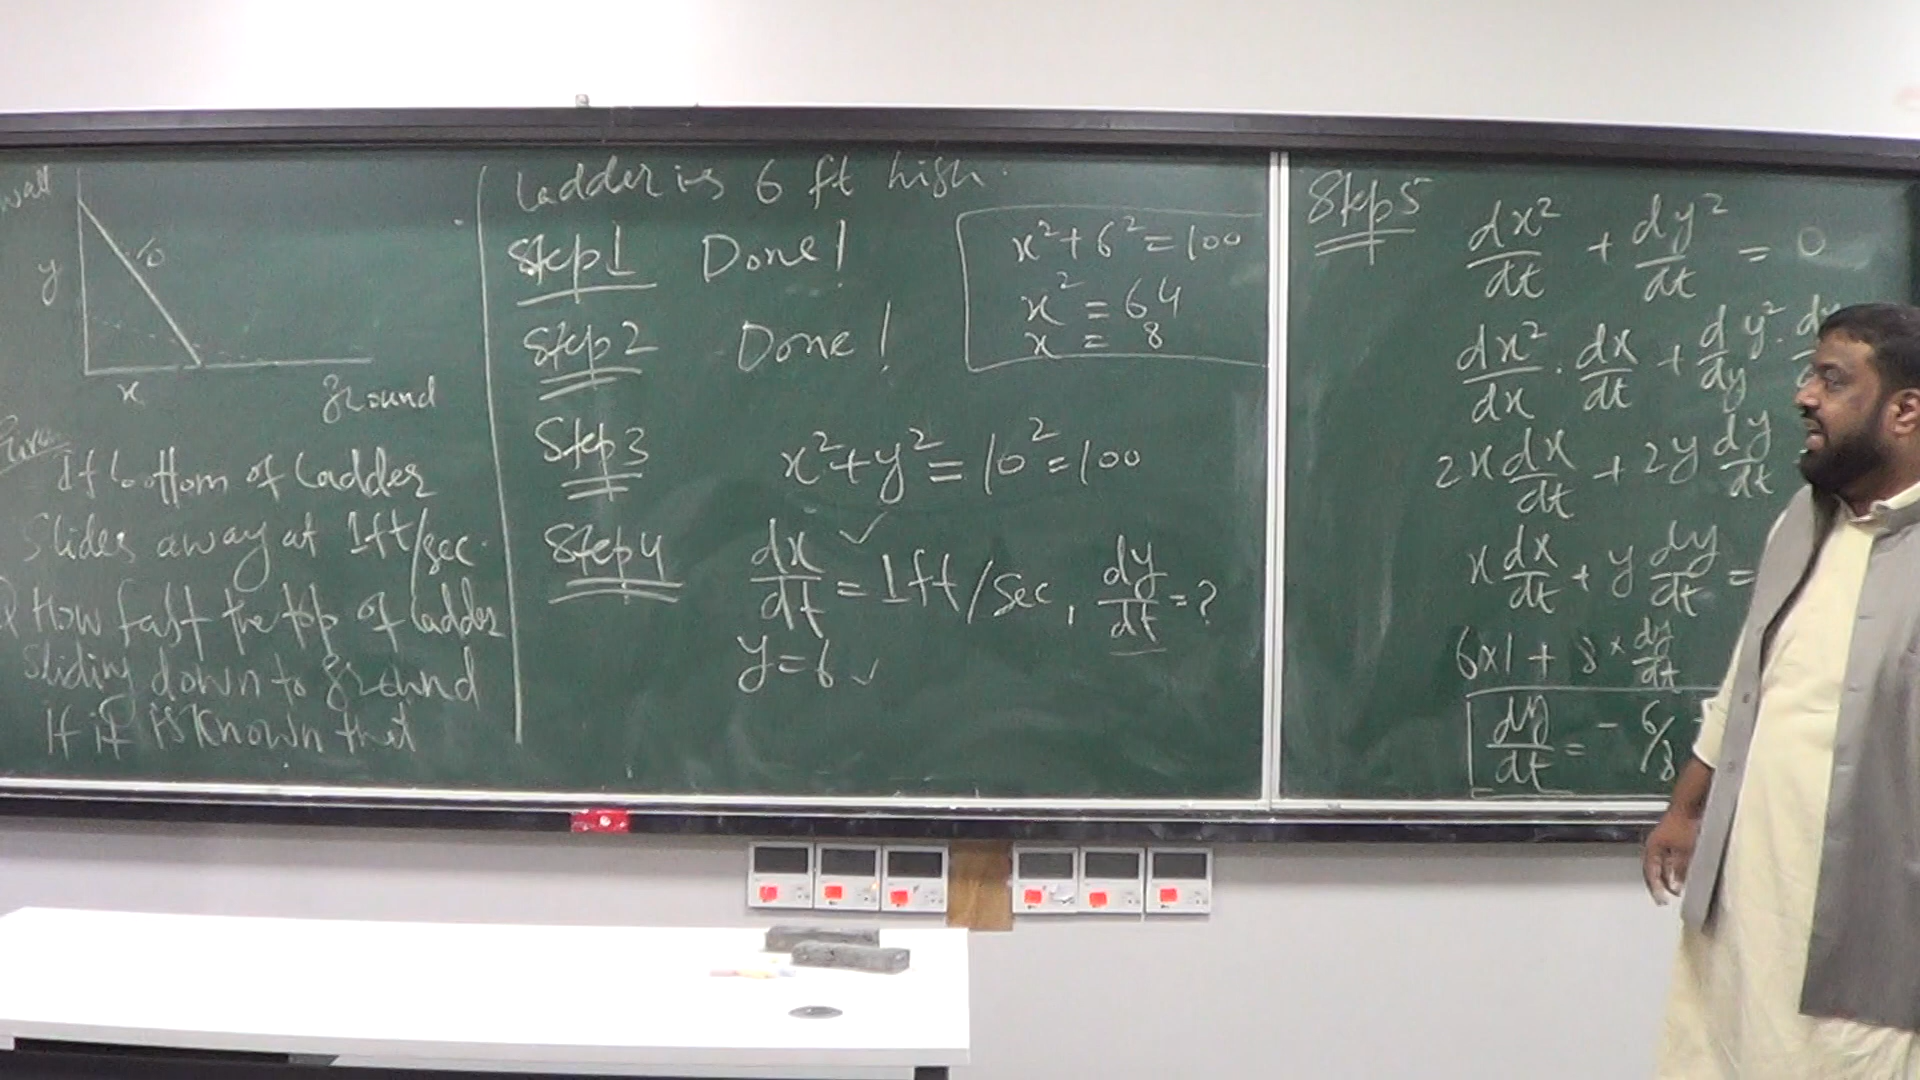 wall
10
y
x
ground
Given
If bottom of ladder
slides away at 1ft/sec.
Q How fast the top of ladder
sliding down to ground
If it is known that
ladder is 6 ft high.
Step 1 Done!
Step 2 Done!
x² + 6² = 100
x² = 64
x = 8
Step 3 x² + y² = 10² = 100
Step 4 dx/dt = 1ft/sec, dy/dt = ?
y = 6
Step 5 dx²/dt + dy²/dt = 0
dx²/dx · dx/dt + d/dy y² ·
2x dx/dt + 2y dy/dt
x dx/dt + y dy/dt =
6x1 + 8 x dy/dt
dy/dt = - 6/8